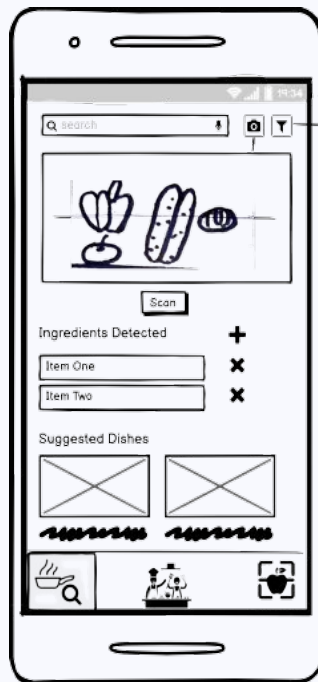 19:34
search
Scan
Ingredients Detected
Item One
Item Two
Suggested Dishes